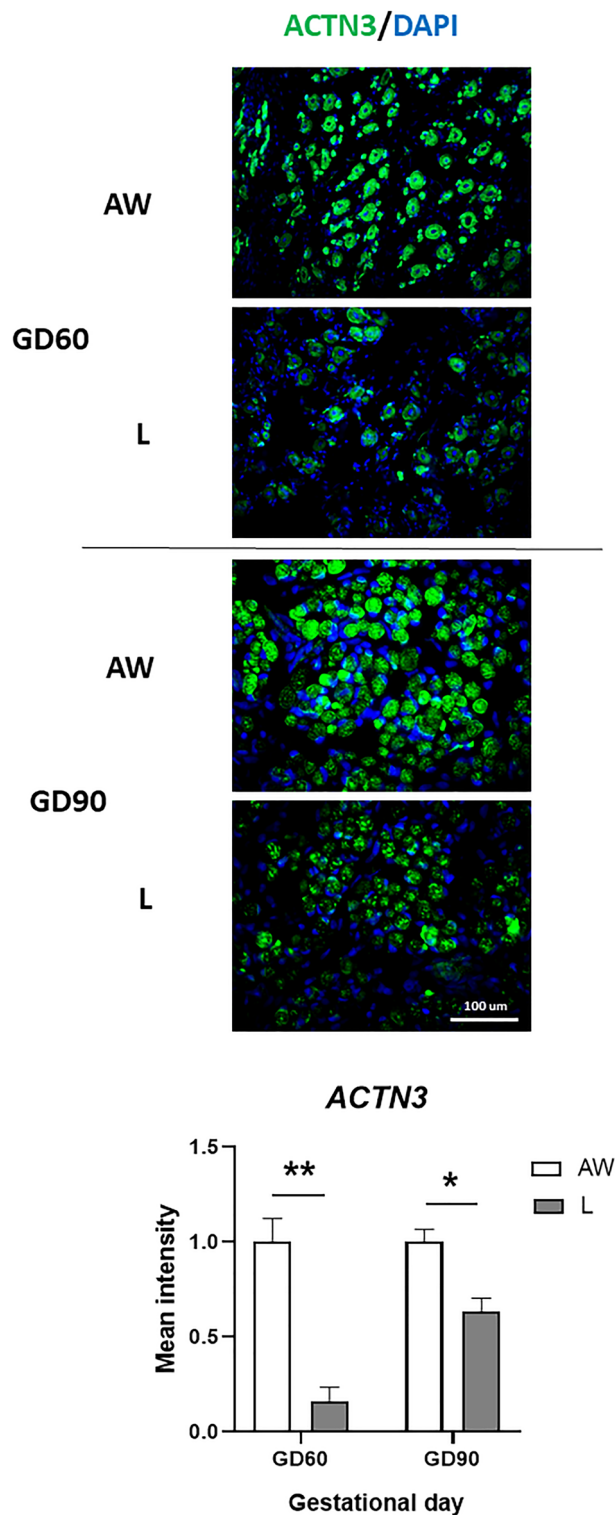 ACTN3/DAPI
AW
GD60
L
AW
GD90
L
100 um
ACTN3
1.5
1.0
0.5
0.0
Mean intensity
**
*
AW
L
GD60
GD90
Gestational day